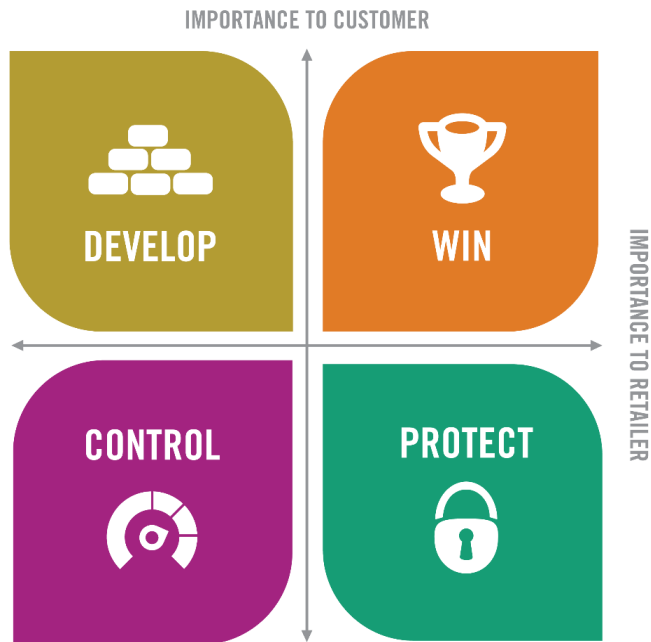 IMPORTANCE TO CUSTOMER
DEVELOP
WIN
IMPORTANCE TO RETAILER
CONTROL
PROTECT